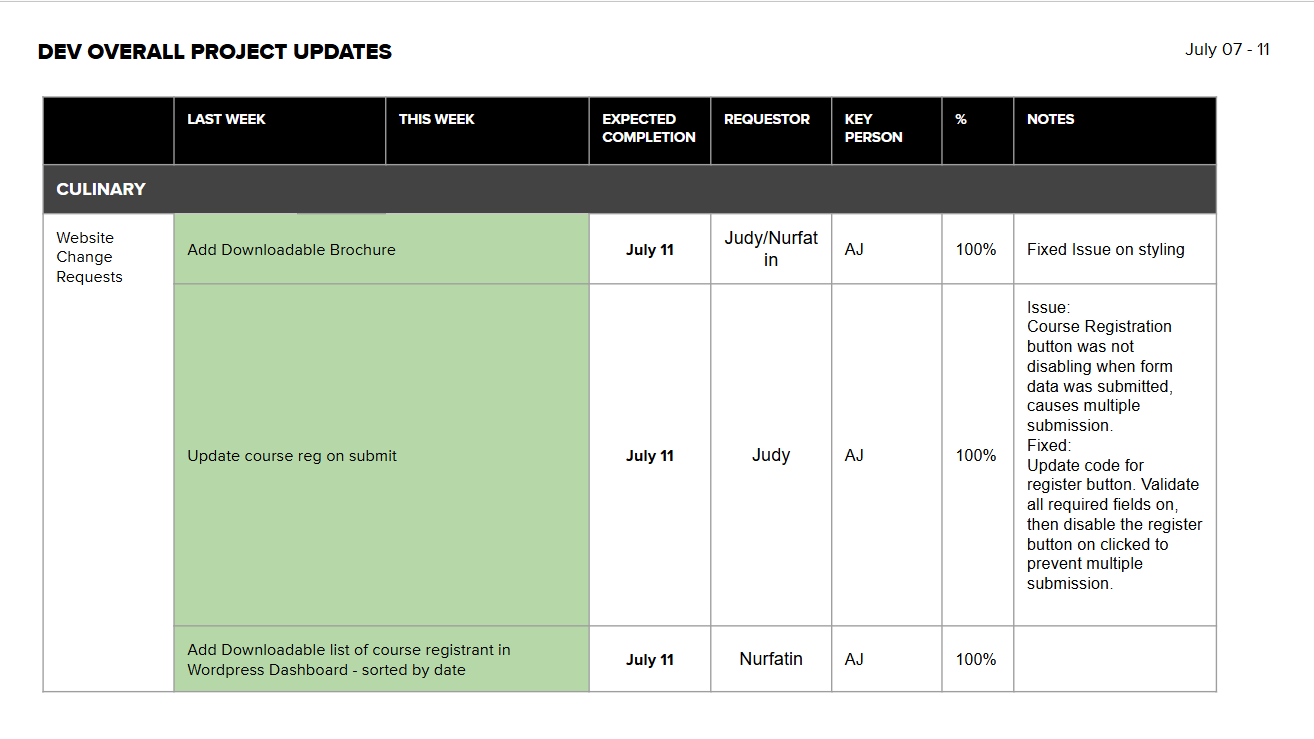 DEV OVERALL PROJECT UPDATES
July 07 - 11
LAST WEEK
THIS WEEK
EXPECTED
COMPLETION
REQUESTOR
KEY
PERSON
%
NOTES
CULINARY
Website
Change
Requests
Add Downloadable Brochure
July 11
Judy/Nurfat
in
AJ
100%
Fixed Issue on styling
Update course reg on submit
July 11
Judy
AJ
100%
Issue:
Course Registration
button was not
disabling when form
data was submitted,
causes multiple
submission.
Fixed:
Update code for
register button. Validate
all required fields on,
then disable the register
button on clicked to
prevent multiple
submission.
Add Downloadable list of course registrant in
Wordpress Dashboard - sorted by date
July 11
Nurfatin
AJ
100%